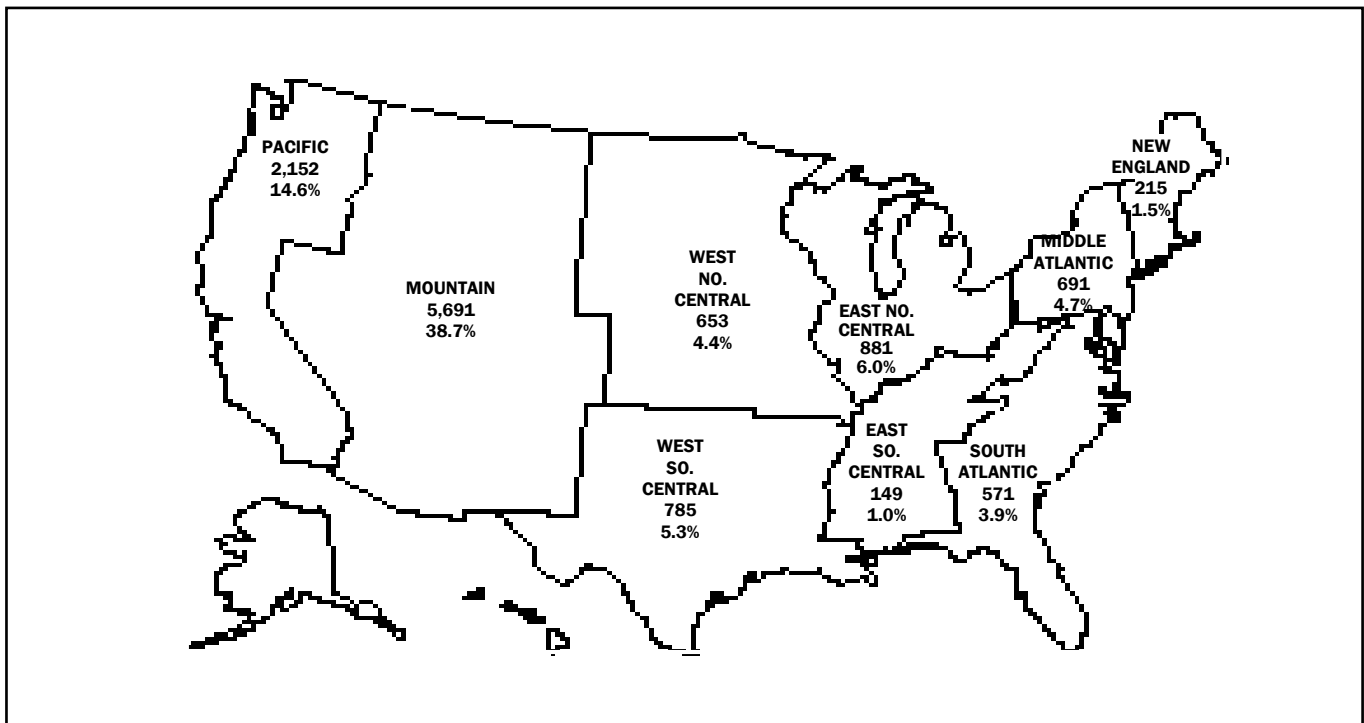 PACIFIC
2,152
14.6%
MOUNTAIN
5,691
38.7%
WEST
NO.
CENTRAL
653
4.4%
WEST
SO.
CENTRAL
785
5.3%
EAST NO.
CENTRAL
881
6.0%
EAST
SO.
CENTRAL
149
1.0%
SOUTH
ATLANTIC
571
3.9%
MIDDLE
ATLANTIC
691
4.7%
NEW
ENGLAND
215
1.5%